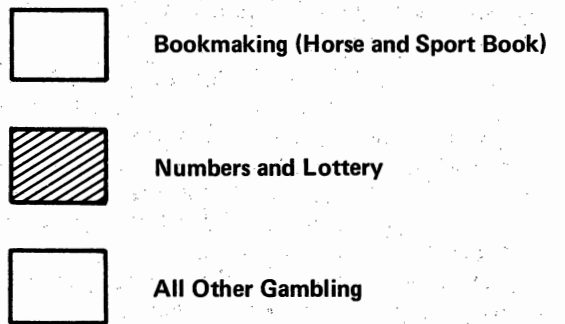 Bookmaking (Horse and Sport Book)
Numbers and Lottery
All Other Gambling